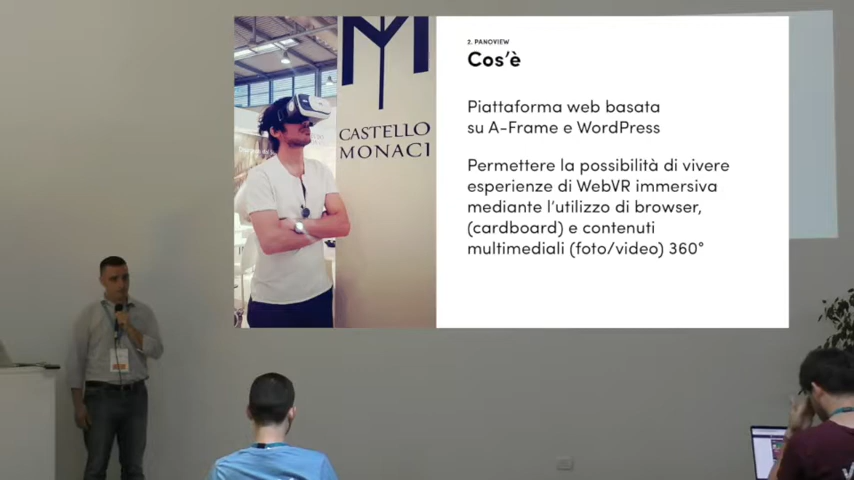 2. PANOVIEW
Cos'è
Piattaforma web basata
su A-Frame e WordPress
Permettere la possibilità di vivere
esperienze di WebVR immersiva
mediante l'utilizzo di browser,
(cardboard) e contenuti
multimediali (foto/video) 360°
CASTELLO
MONACI